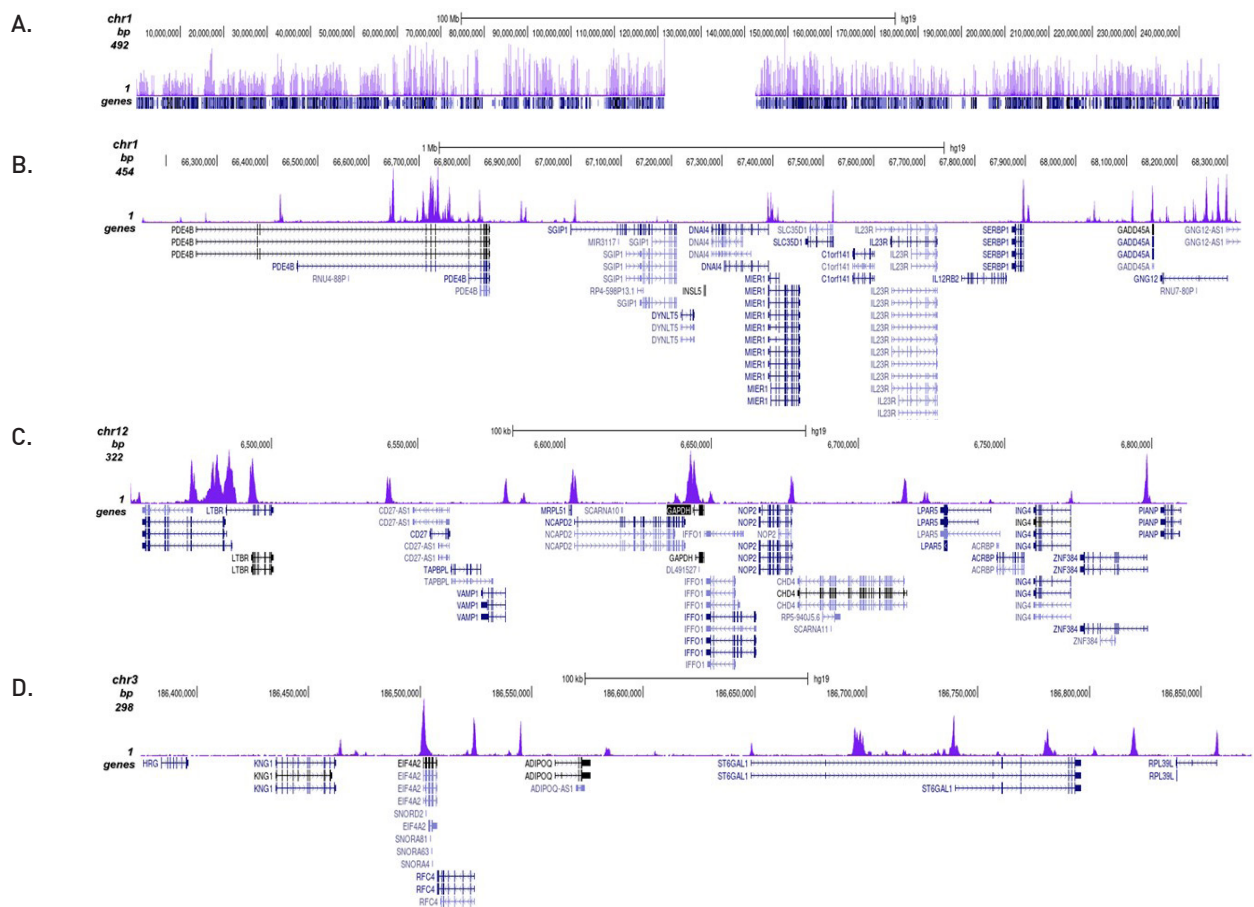 A.
chr1
100 Mb hg19
bp 10,000,000 20,000,000 30,000,000 40,000,000 50,000,000 60,000,000 70,000,000 80,000,000 90,000,000 100,000,000 110,000,000 120,000,000 130,000,000 140,000,000 150,000,000 160,000,000 170,000,000 180,000,000 190,000,000 200,000,000 210,000,000 220,000,000 230,000,000 240,000,000
492
1
genes
B.
chr1
1 Mb hg19
bp 66,300,000 66,400,000 66,500,000 66,600,000 66,700,000 66,800,000 66,900,000 67,000,000 67,100,000 67,200,000 67,300,000 67,400,000 67,500,000 67,600,000 67,700,000 67,800,000 67,900,000 68,000,000 68,100,000 68,200,000 68,300,000
454
1
genes
PDE4B SGIP1 DNAI4 SLC35D1 IL23R SERBP1 GADD45A GNG12-AS1
PDE4B MIR3117 SGIP1 DNAI4 SLC35D1 IL23R IL23R SERBP1 GADD45A GNG12-AS1
PDE4B SGIP1 DNAI4 C1orf141 IL23R SERBP1 GADD45A
PDE4B SGIP1 DNAI4 C1orf141 IL23R SERBP1 GADD45A
RNU4-88P PDE4B SGIP1 MIER1 C1orf141 IL12RB2 GNG12
PDE4B RP4-598P13.1 INSL5 MIER1 IL23R RNU7-80P
SGIP1 MIER1 IL23R
DYNLT5 MIER1 IL23R
DYNLT5 MIER1 IL23R
DYNLT5 MIER1 IL23R
MIER1 IL23R
MIER1 IL23R
MIER1 IL23R
MIER1 IL23R
MIER1 IL23R
IL23R
C.
chr12
100 kb hg19
bp 6,500,000 6,550,000 6,600,000 6,650,000 6,700,000 6,750,000 6,800,000
322
1
genes
LTBR CD27-AS1 MRPL51 SCARNA10 GAPDH NOP2 LPAR5 ING4 PIANP
CD27-AS1 NCAPD2 NOP2 LPAR5 ING4 PIANP
CD27 NCAPD2 IFFO1 NOP2 LPAR5 ACRBP ING4 PIANP
CD27-AS1 NCAPD2 NOP2 LPAR5 ING4
LTBR CD27-AS1 GAPDH NOP2 ACRBP ING4 ZNF384
LTBR TAPBPL DL491527 NOP2 ACRBP ING4 ZNF384
TAPBPL IFFO1 CHD4 ING4
VAMP1 IFFO1 CHD4 ING4
VAMP1 IFFO1 CHD4 ING4
VAMP1 IFFO1 RP5-940J5.6
IFFO1 SCARNA11 ZNF384
IFFO1 ZNF384
IFFO1
D.
chr3
100 kb hg19
bp 186,400,000 186,450,000 186,500,000 186,550,000 186,600,000 186,650,000 186,700,000 186,750,000 186,800,000 186,850,000
298
1
genes
HRG KNG1 EIF4A2 ADIPOQ ST6GAL1 RPL39L
KNG1 EIF4A2 ADIPOQ ST6GAL1 RPL39L
KNG1 EIF4A2 ADIPOQ-AS1 ST6GAL1
EIF4A2
SNORD2
EIF4A2
SNORA81
SNORA63
SNORA4
RFC4
RFC4
RFC4